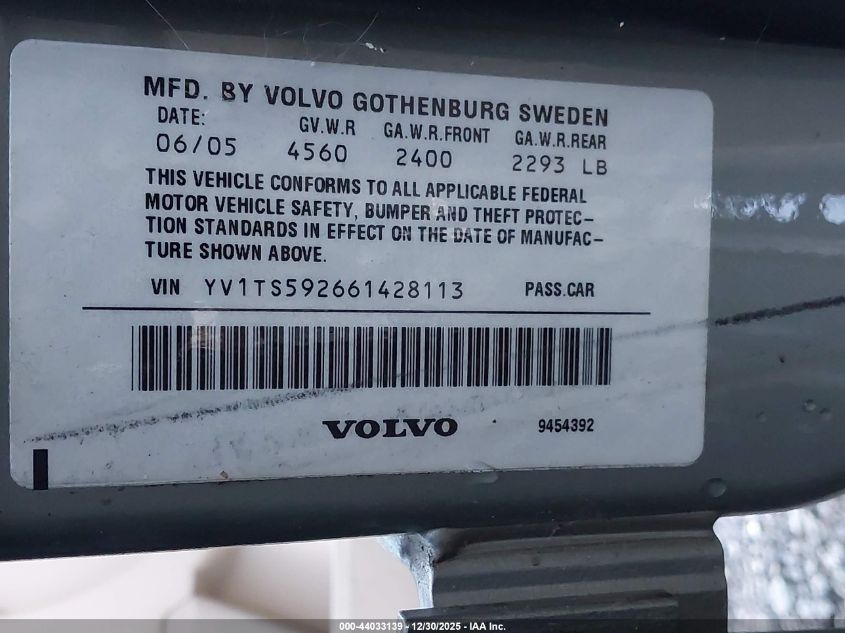 MFD. BY VOLVO GOTHENBURG SWEDEN
DATE: GV.W.R GA.W.R.FRONT GA.W.R.REAR
06/05 4560 2400 2293 LB
THIS VEHICLE CONFORMS TO ALL APPLICABLE FEDERAL
MOTOR VEHICLE SAFETY, BUMPER AND THEFT PROTEC-
TION STANDARDS IN EFFECT ON THE DATE OF MANUFAC-
TURE SHOWN ABOVE.
VIN YV1TS592661428113 PASS.CAR
VOLVO 9454392
000-44033139 - 12/30/2025 - IAA Inc.